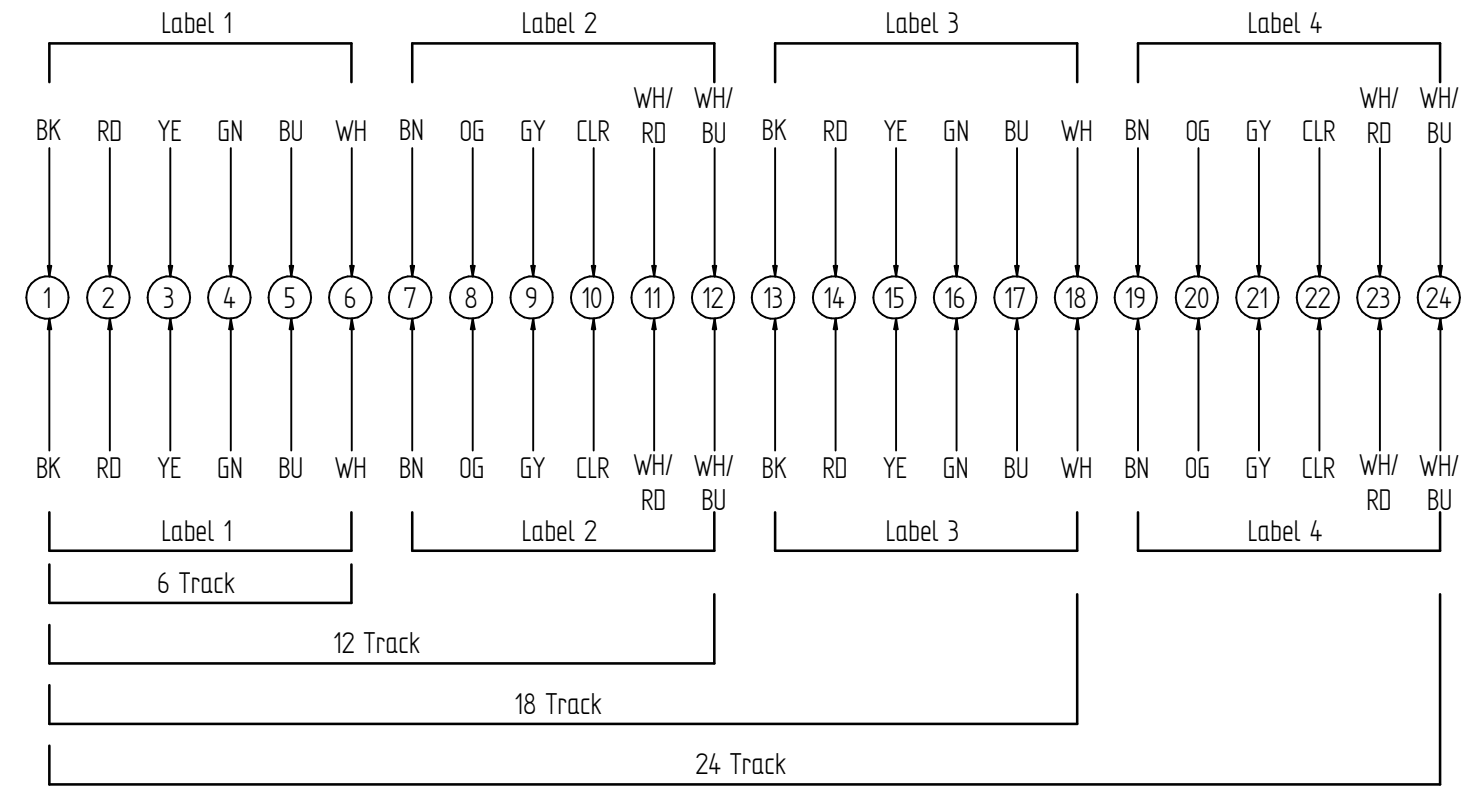 Label 1 Label 2 Label 3 Label 4
WH/ WH/ WH/ WH/
BK RD YE GN BU WH BN OG GY CLR RD BU BK RD YE GN BU WH BN OG GY CLR RD BU
1 2 3 4 5 6 7 8 9 10 11 12 13 14 15 16 17 18 19 20 21 22 23 24
BK RD YE GN BU WH BN OG GY CLR WH/ WH/ BK RD YE GN BU WH BN OG GY CLR WH/ WH/
RD BU RD BU
Label 1 Label 2 Label 3 Label 4
6 Track
12 Track
18 Track
24 Track